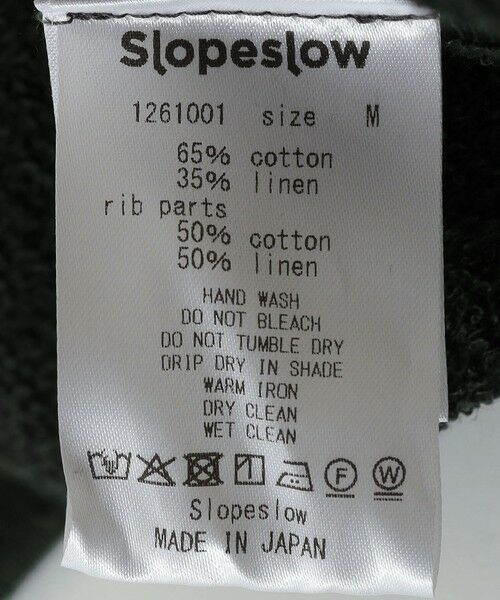 Slopeslow
1261001 size M
65% cotton
35% linen
rib parts
50% cotton
50% linen
HAND WASH
DO NOT BLEACH
DO NOT TUMBLE DRY
DRIP DRY IN SHADE
WARM IRON
DRY CLEAN
WET CLEAN
F W
Slopeslow
MADE IN JAPAN